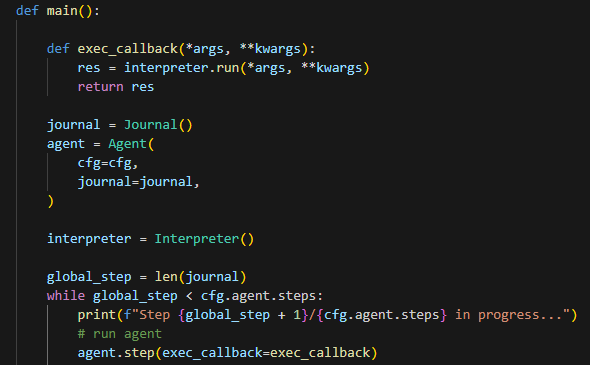 def main():
def exec_callback(*args, **kwargs):
res = interpreter.run(*args, **kwargs)
return res
journal = Journal()
agent = Agent(
cfg=cfg,
journal=journal,
)
interpreter = Interpreter()
global_step = len(journal)
while global_step < cfg.agent.steps:
print(f"Step {global_step + 1}/{cfg.agent.steps} in progress...")
# run agent
agent.step(exec_callback=exec_callback)